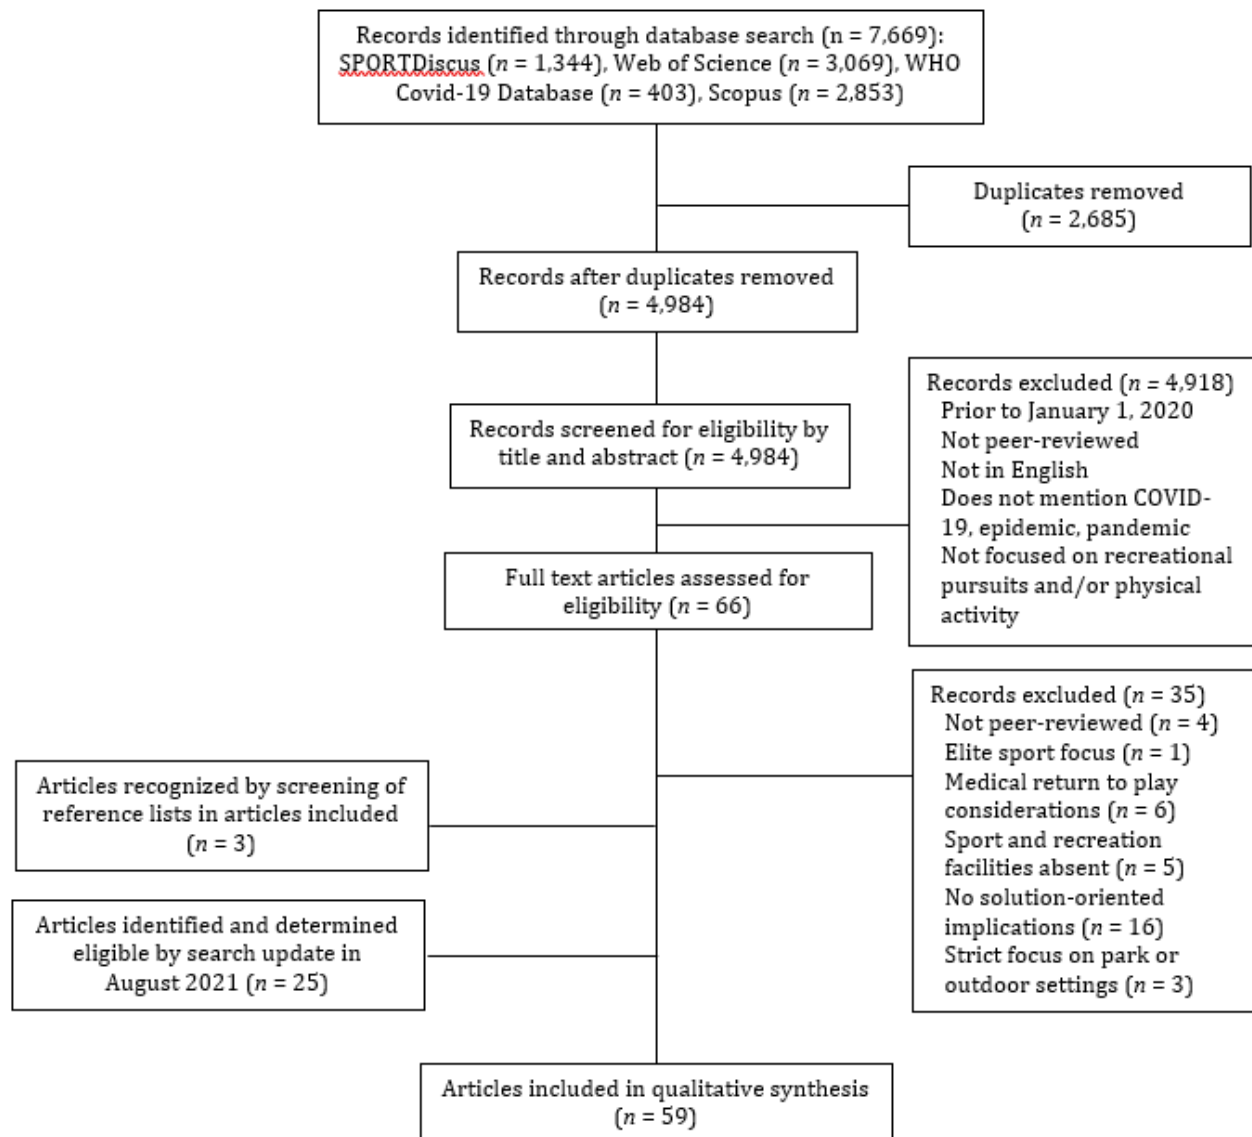 Records identified through database search (n = 7,669):
SPORTDiscus (n = 1,344), Web of Science (n = 3,069), WHO
Covid-19 Database (n = 403), Scopus (n = 2,853)
Duplicates removed
(n = 2,685)
Records after duplicates removed
(n = 4,984)
Records screened for eligibility by
title and abstract (n = 4,984)
Records excluded (n = 4,918)
Prior to January 1, 2020
Not peer-reviewed
Not in English
Does not mention COVID-
19, epidemic, pandemic
Not focused on recreational
pursuits and/or physical
activity
Full text articles assessed for
eligibility (n = 66)
Records excluded (n = 35)
Not peer-reviewed (n = 4)
Elite sport focus (n = 1)
Medical return to play
considerations (n = 6)
Sport and recreation
facilities absent (n = 5)
No solution-oriented
implications (n = 16)
Strict focus on park or
outdoor settings (n = 3)
Articles recognized by screening of
reference lists in articles included
(n = 3)
Articles identified and determined
eligible by search update in
August 2021 (n = 25)
Articles included in qualitative synthesis
(n = 59)